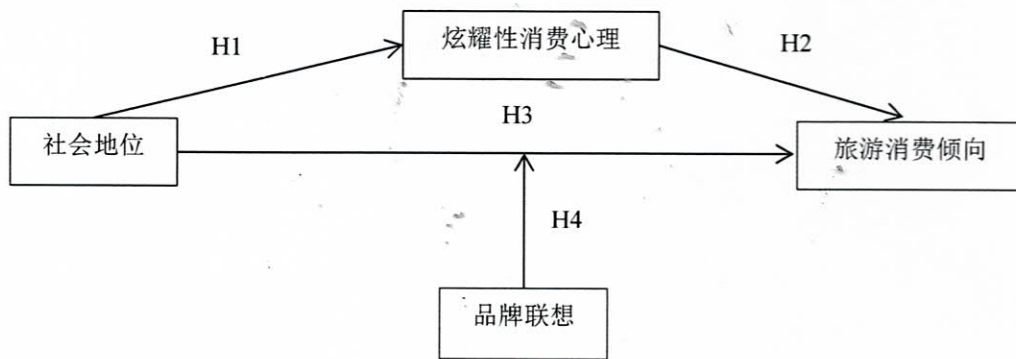 炫耀性消费心理
H1
H2
H3
社会地位
旅游消费倾向
H4
品牌联想